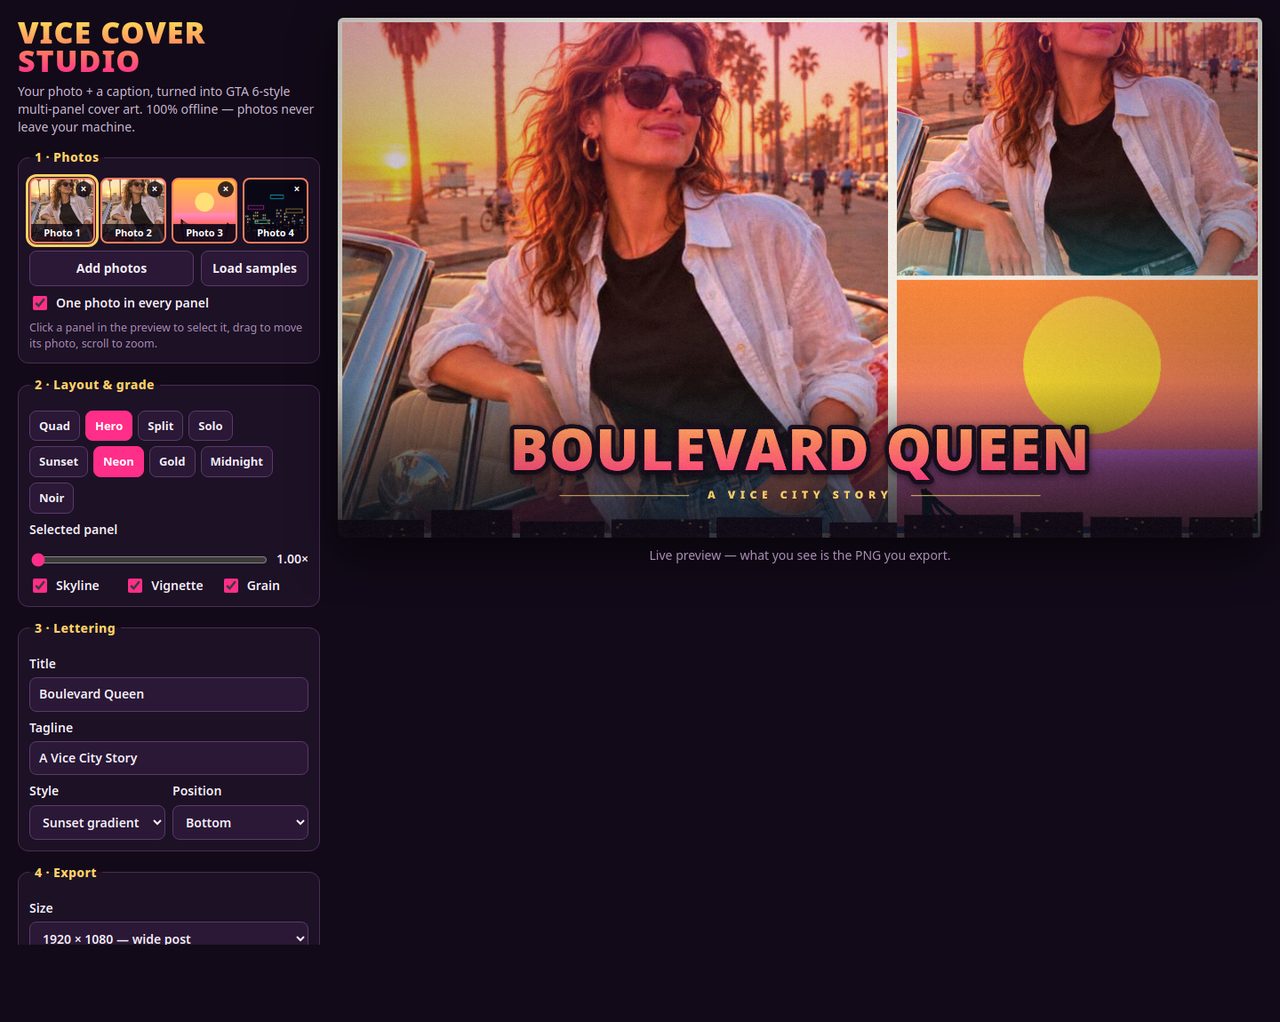 VICE COVER
STUDIO
Your photo + a caption, turned into GTA 6-style
multi-panel cover art. 100% offline — photos never
leave your machine.
1 · Photos
× × × ×
Photo 1 Photo 2 Photo 3 Photo 4
Add photos Load samples
One photo in every panel
Click a panel in the preview to select it, drag to move
its photo, scroll to zoom.
2 · Layout & grade
Quad Hero Split Solo
Sunset Neon Gold Midnight
Noir
Selected panel
1.00×
Skyline Vignette Grain
3 · Lettering
Title
Boulevard Queen
Tagline
A Vice City Story
Style Position
Sunset gradient Bottom
4 · Export
Size
1920 × 1080 — wide post
BOULEVARD QUEEN
A VICE CITY STORY
Live preview — what you see is the PNG you export.